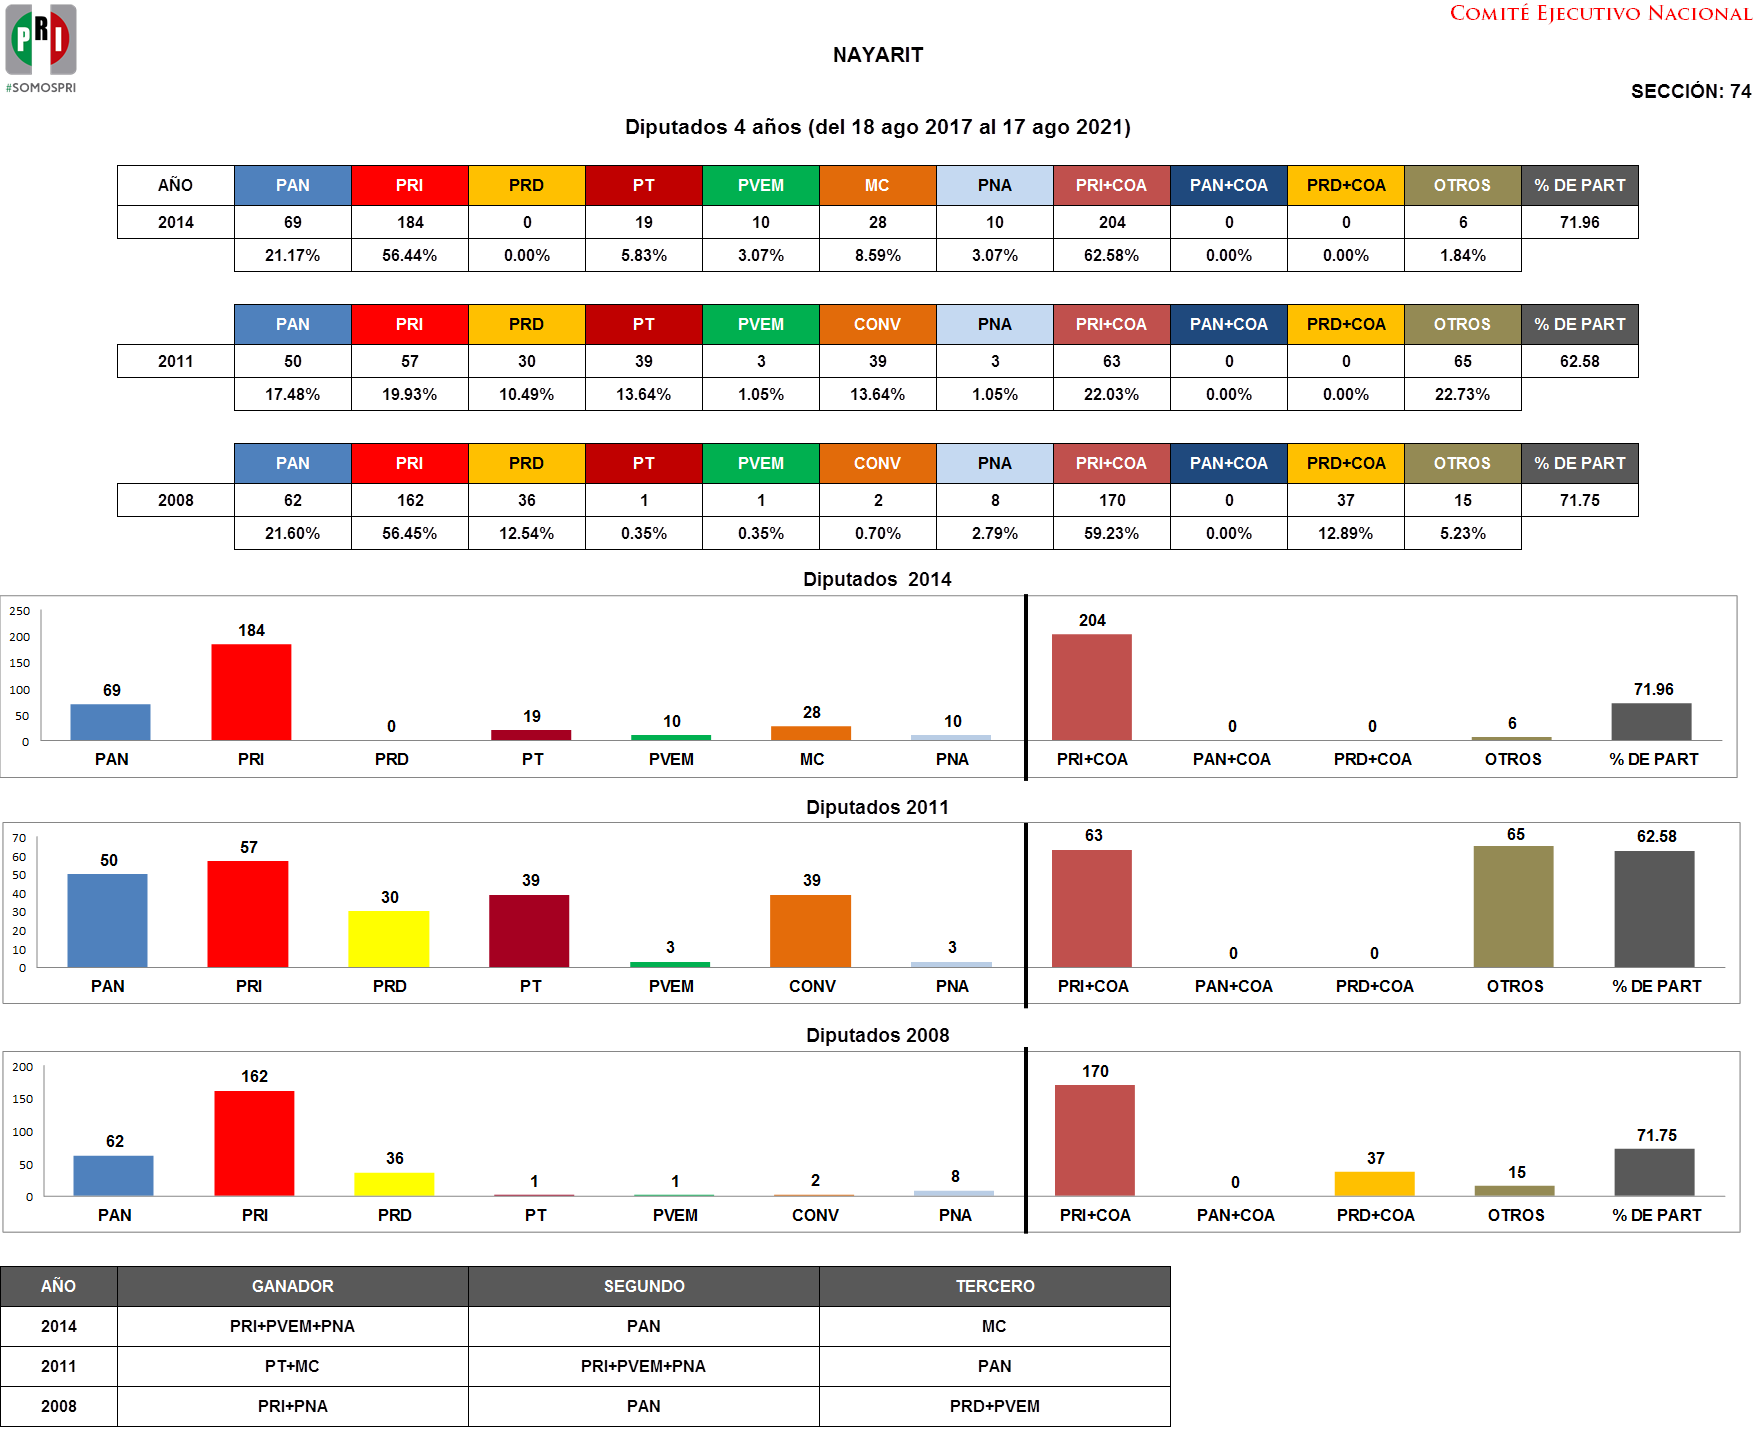 PRI
#SOMOSPRI
COMITÉ EJECUTIVO NACIONAL
NAYARIT
SECCIÓN: 74
Diputados 4 años (del 18 ago 2017 al 17 ago 2021)
AÑO PAN PRI PRD PT PVEM MC PNA PRI+COA PAN+COA PRD+COA OTROS % DE PART
2014 69 184 0 19 10 28 10 204 0 0 6 71.96
21.17% 56.44% 0.00% 5.83% 3.07% 8.59% 3.07% 62.58% 0.00% 0.00% 1.84%
PAN PRI PRD PT PVEM CONV PNA PRI+COA PAN+COA PRD+COA OTROS % DE PART
2011 50 57 30 39 3 39 3 63 0 0 65 62.58
17.48% 19.93% 10.49% 13.64% 1.05% 13.64% 1.05% 22.03% 0.00% 0.00% 22.73%
PAN PRI PRD PT PVEM CONV PNA PRI+COA PAN+COA PRD+COA OTROS % DE PART
2008 62 162 36 1 1 2 8 170 0 37 15 71.75
21.60% 56.45% 12.54% 0.35% 0.35% 0.70% 2.79% 59.23% 0.00% 12.89% 5.23%
Diputados 2014
250
200
150
100
50
0
69 184 0 19 10 28 10 204 0 0 6 71.96
PAN PRI PRD PT PVEM MC PNA PRI+COA PAN+COA PRD+COA OTROS % DE PART
Diputados 2011
70
60
50
40
30
20
10
0
50 57 30 39 3 39 3 63 0 0 65 62.58
PAN PRI PRD PT PVEM CONV PNA PRI+COA PAN+COA PRD+COA OTROS % DE PART
Diputados 2008
200
150
100
50
0
62 162 36 1 1 2 8 170 0 37 15 71.75
PAN PRI PRD PT PVEM CONV PNA PRI+COA PAN+COA PRD+COA OTROS % DE PART
AÑO GANADOR SEGUNDO TERCERO
2014 PRI+PVEM+PNA PAN MC
2011 PT+MC PRI+PVEM+PNA PAN
2008 PRI+PNA PAN PRD+PVEM